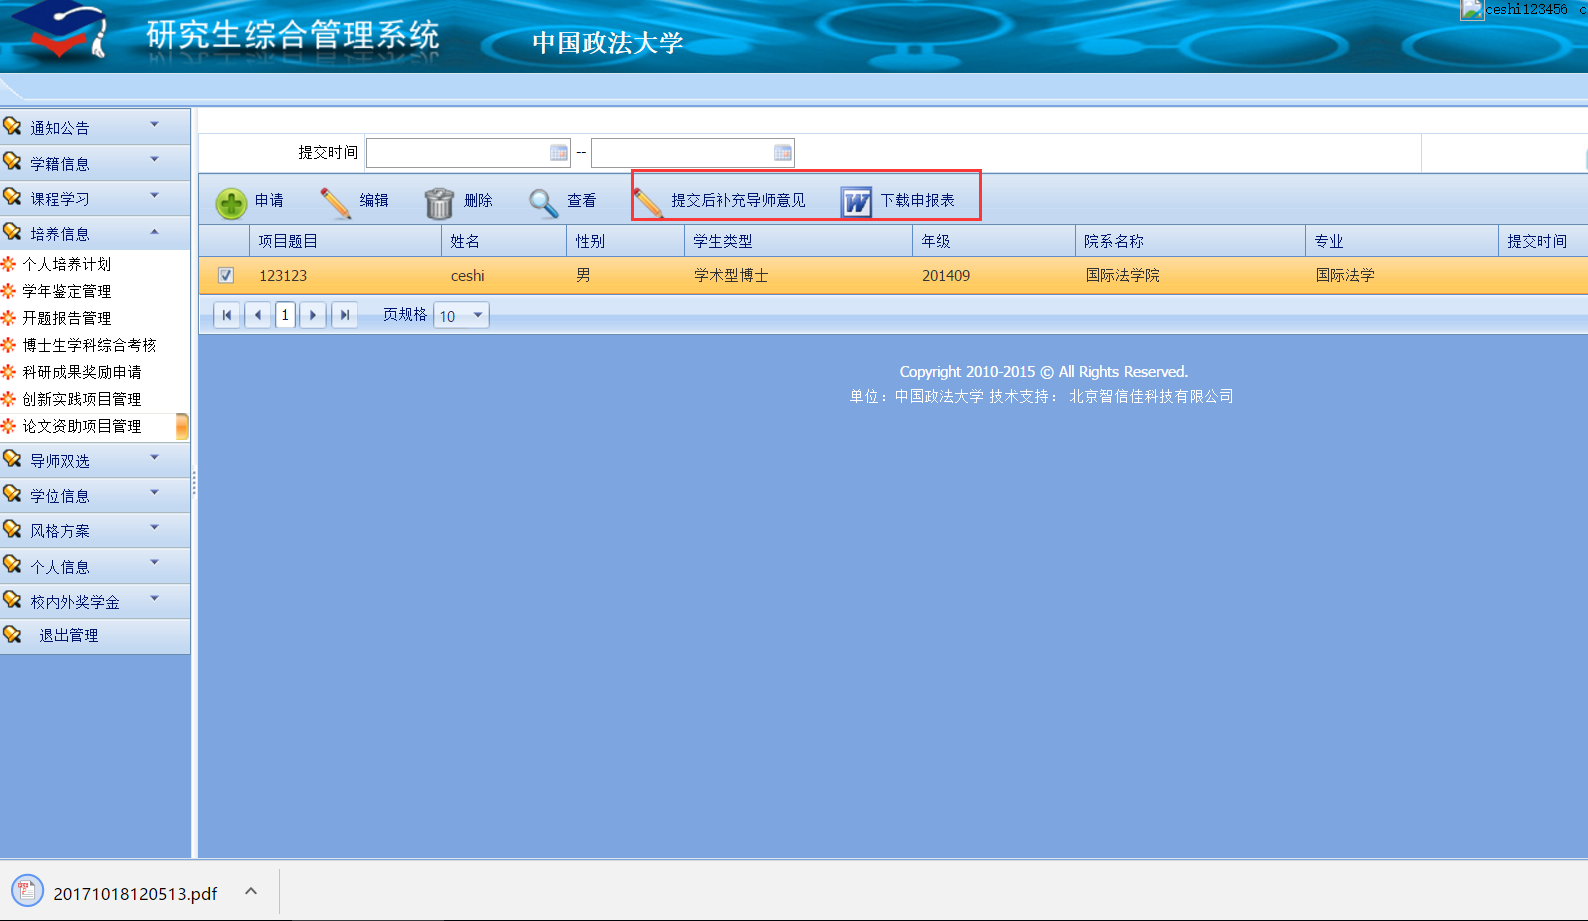 研究生综合管理系统
中国政法大学
ceshi123456
通知公告
学籍信息
课程学习
培养信息
个人培养计划
学年鉴定管理
开题报告管理
博士生学科综合考核
科研成果奖励申请
创新实践项目管理
论文资助项目管理
导师双选
学位信息
风格方案
个人信息
校内外奖学金
退出管理
提交时间 --
申请 编辑 删除 查看 提交后补充导师意见 下载申报表
项目题目 姓名 性别 学生类型 年级 院系名称 专业 提交时间
123123 ceshi 男 学术型博士 201409 国际法学院 国际法学
1 页规格 10
Copyright 2010-2015 © All Rights Reserved.
单位：中国政法大学 技术支持： 北京智信佳科技有限公司
20171018120513.pdf